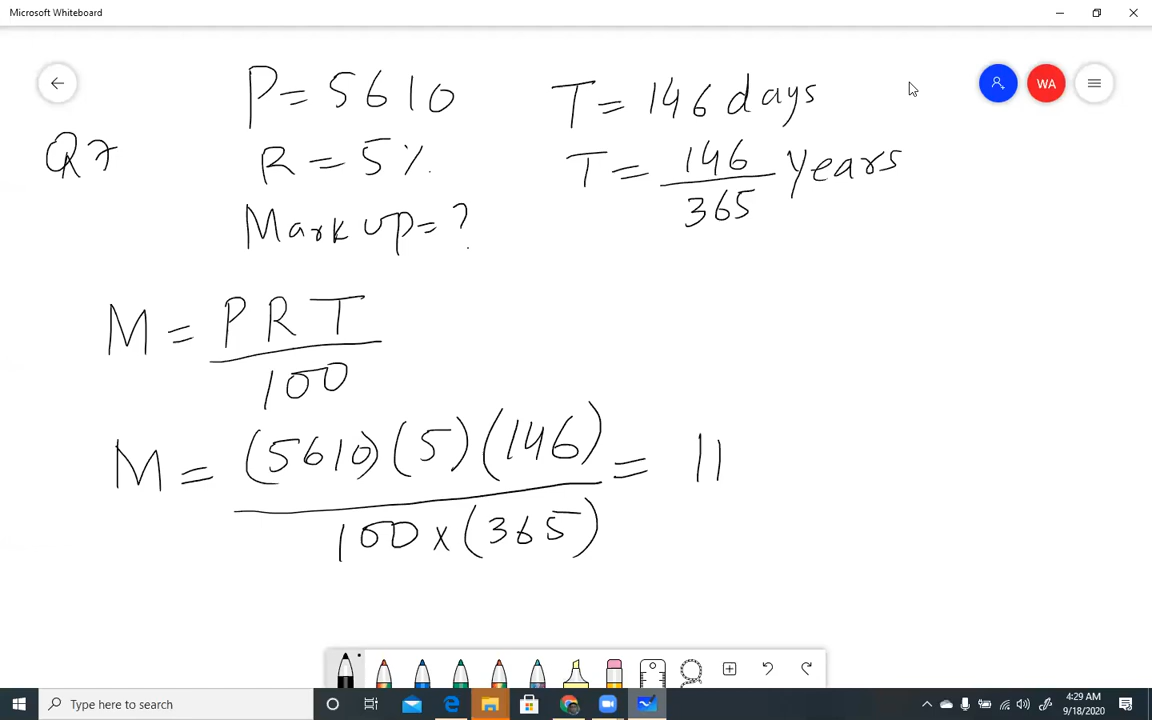 Microsoft Whiteboard
P = 5610
T = 146 days
WA
Q7
R = 5 %.
T = 146/365 years
Mark up = ?
M = P R T/100
M = (5610)(5)(146)/100 x (365) = 11
Type here to search
4:29 AM
9/18/2020